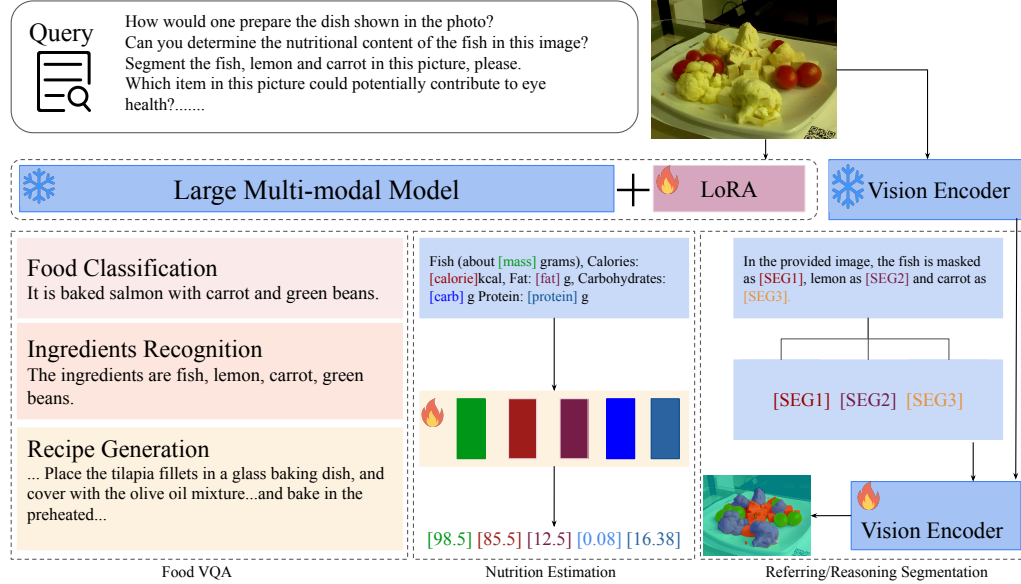 Query
How would one prepare the dish shown in the photo?
Can you determine the nutritional content of the fish in this image?
Segment the fish, lemon and carrot in this picture, please.
Which item in this picture could potentially contribute to eye
health?.......
Large Multi-modal Model
+
LoRA
Vision Encoder
Food Classification
It is baked salmon with carrot and green beans.
Ingredients Recognition
The ingredients are fish, lemon, carrot, green
beans.
Recipe Generation
... Place the tilapia fillets in a glass baking dish, and
cover with the olive oil mixture...and bake in the
preheated...
Food VQA
Fish (about [mass] grams), Calories:
[calorie]kcal, Fat: [fat] g, Carbohydrates:
[carb] g Protein: [protein] g
[98.5] [85.5] [12.5] [0.08] [16.38]
Nutrition Estimation
In the provided image, the fish is masked
as [SEG1], lemon as [SEG2] and carrot as
[SEG3].
[SEG1] [SEG2] [SEG3]
Vision Encoder
Referring/Reasoning Segmentation